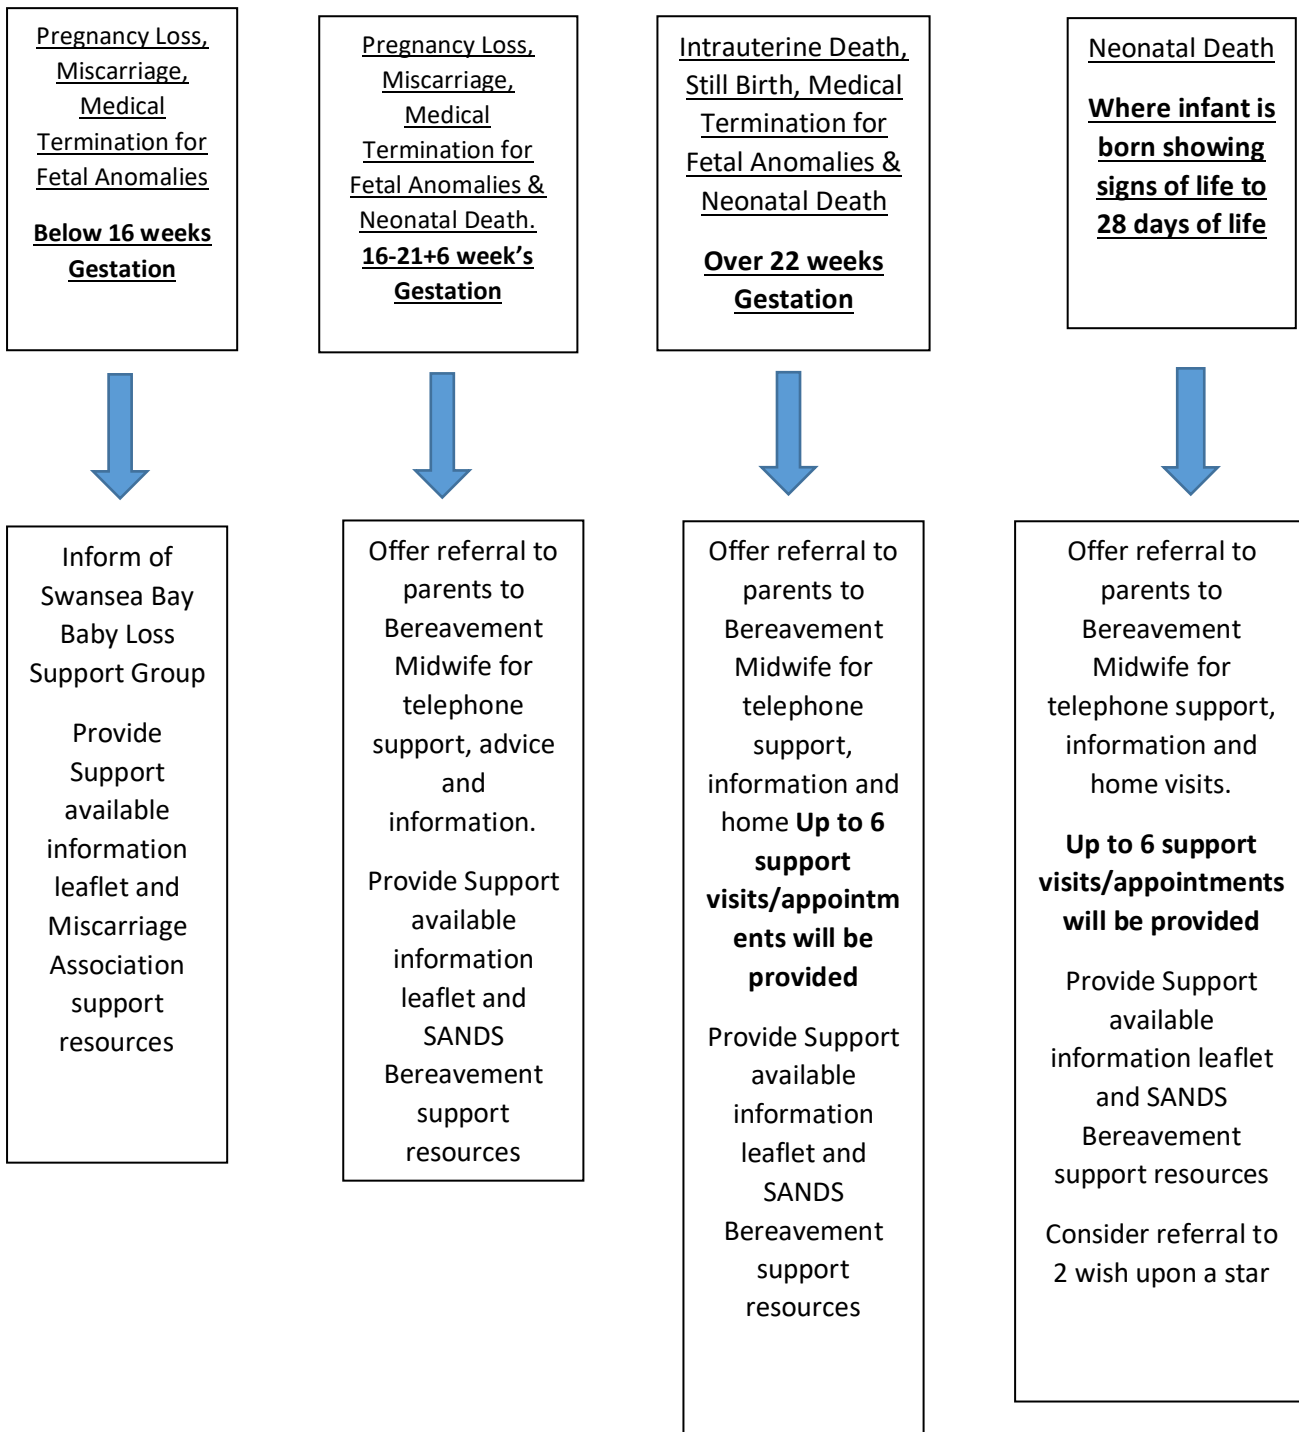 Pregnancy Loss,
Miscarriage,
Medical
Termination for
Fetal Anomalies
Below 16 weeks
Gestation
Pregnancy Loss,
Miscarriage,
Medical
Termination for
Fetal Anomalies &
Neonatal Death.
16-21+6 week’s
Gestation
Intrauterine Death,
Still Birth, Medical
Termination for
Fetal Anomalies &
Neonatal Death
Over 22 weeks
Gestation
Neonatal Death
Where infant is
born showing
signs of life to
28 days of life
Inform of
Swansea Bay
Baby Loss
Support Group
Provide
Support
available
information
leaflet and
Miscarriage
Association
support
resources
Offer referral to
parents to
Bereavement
Midwife for
telephone
support, advice
and
information.
Provide Support
available
information
leaflet and
SANDS
Bereavement
support
resources
Offer referral to
parents to
Bereavement
Midwife for
telephone
support,
information and
home Up to 6
support
visits/appointm
ents will be
provided
Provide Support
available
information
leaflet and
SANDS
Bereavement
support
resources
Offer referral to
parents to
Bereavement
Midwife for
telephone support,
information and
home visits.
Up to 6 support
visits/appointments
will be provided
Provide Support
available
information leaflet
and SANDS
Bereavement
support resources
Consider referral to
2 wish upon a star